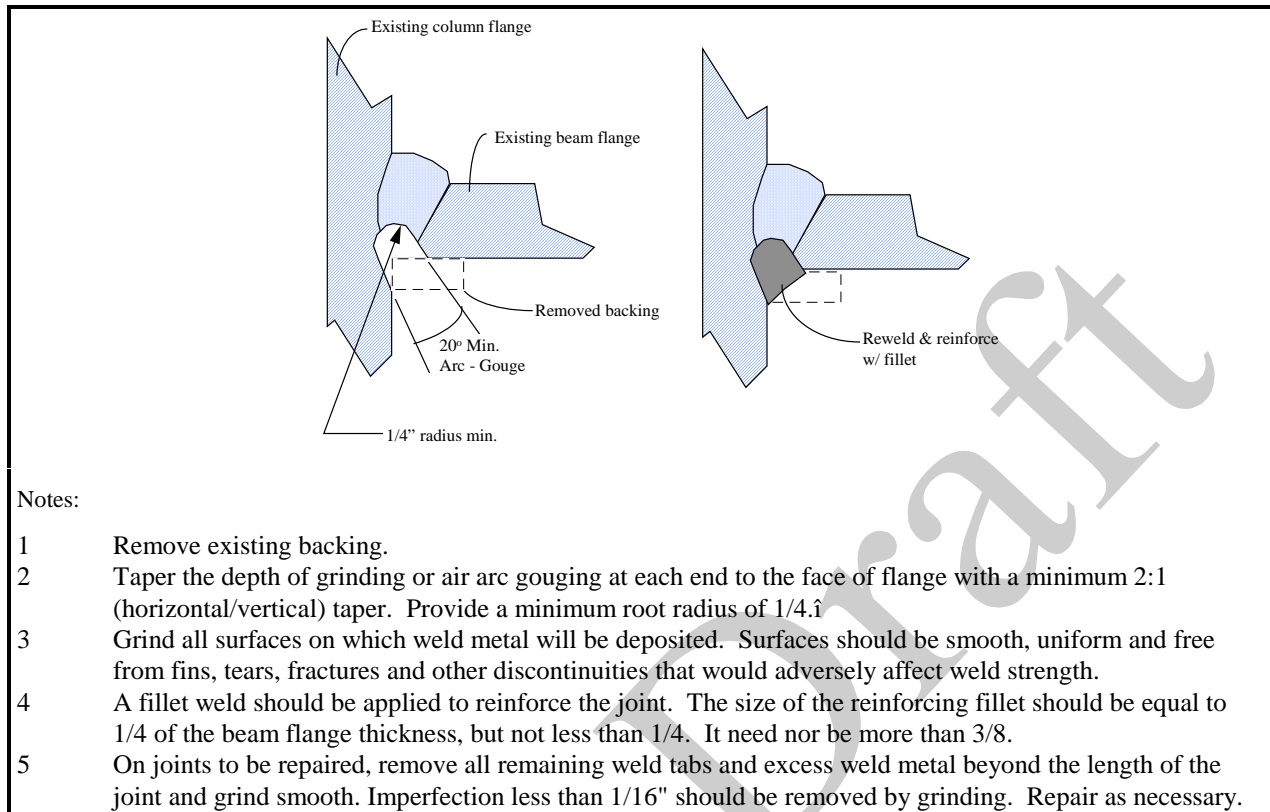 Existing column flange
Existing beam flange
Removed backing
20o Min.
Arc - Gouge
1/4” radius min.
Reweld & reinforce
w/ fillet
Draft
Notes:
1 Remove existing backing.
2 Taper the depth of grinding or air arc gouging at each end to the face of flange with a minimum 2:1
(horizontal/vertical) taper. Provide a minimum root radius of 1/4.î
3 Grind all surfaces on which weld metal will be deposited. Surfaces should be smooth, uniform and free
from fins, tears, fractures and other discontinuities that would adversely affect weld strength.
4 A fillet weld should be applied to reinforce the joint. The size of the reinforcing fillet should be equal to
1/4 of the beam flange thickness, but not less than 1/4. It need nor be more than 3/8.
5 On joints to be repaired, remove all remaining weld tabs and excess weld metal beyond the length of the
joint and grind smooth. Imperfection less than 1/16" should be removed by grinding. Repair as necessary.